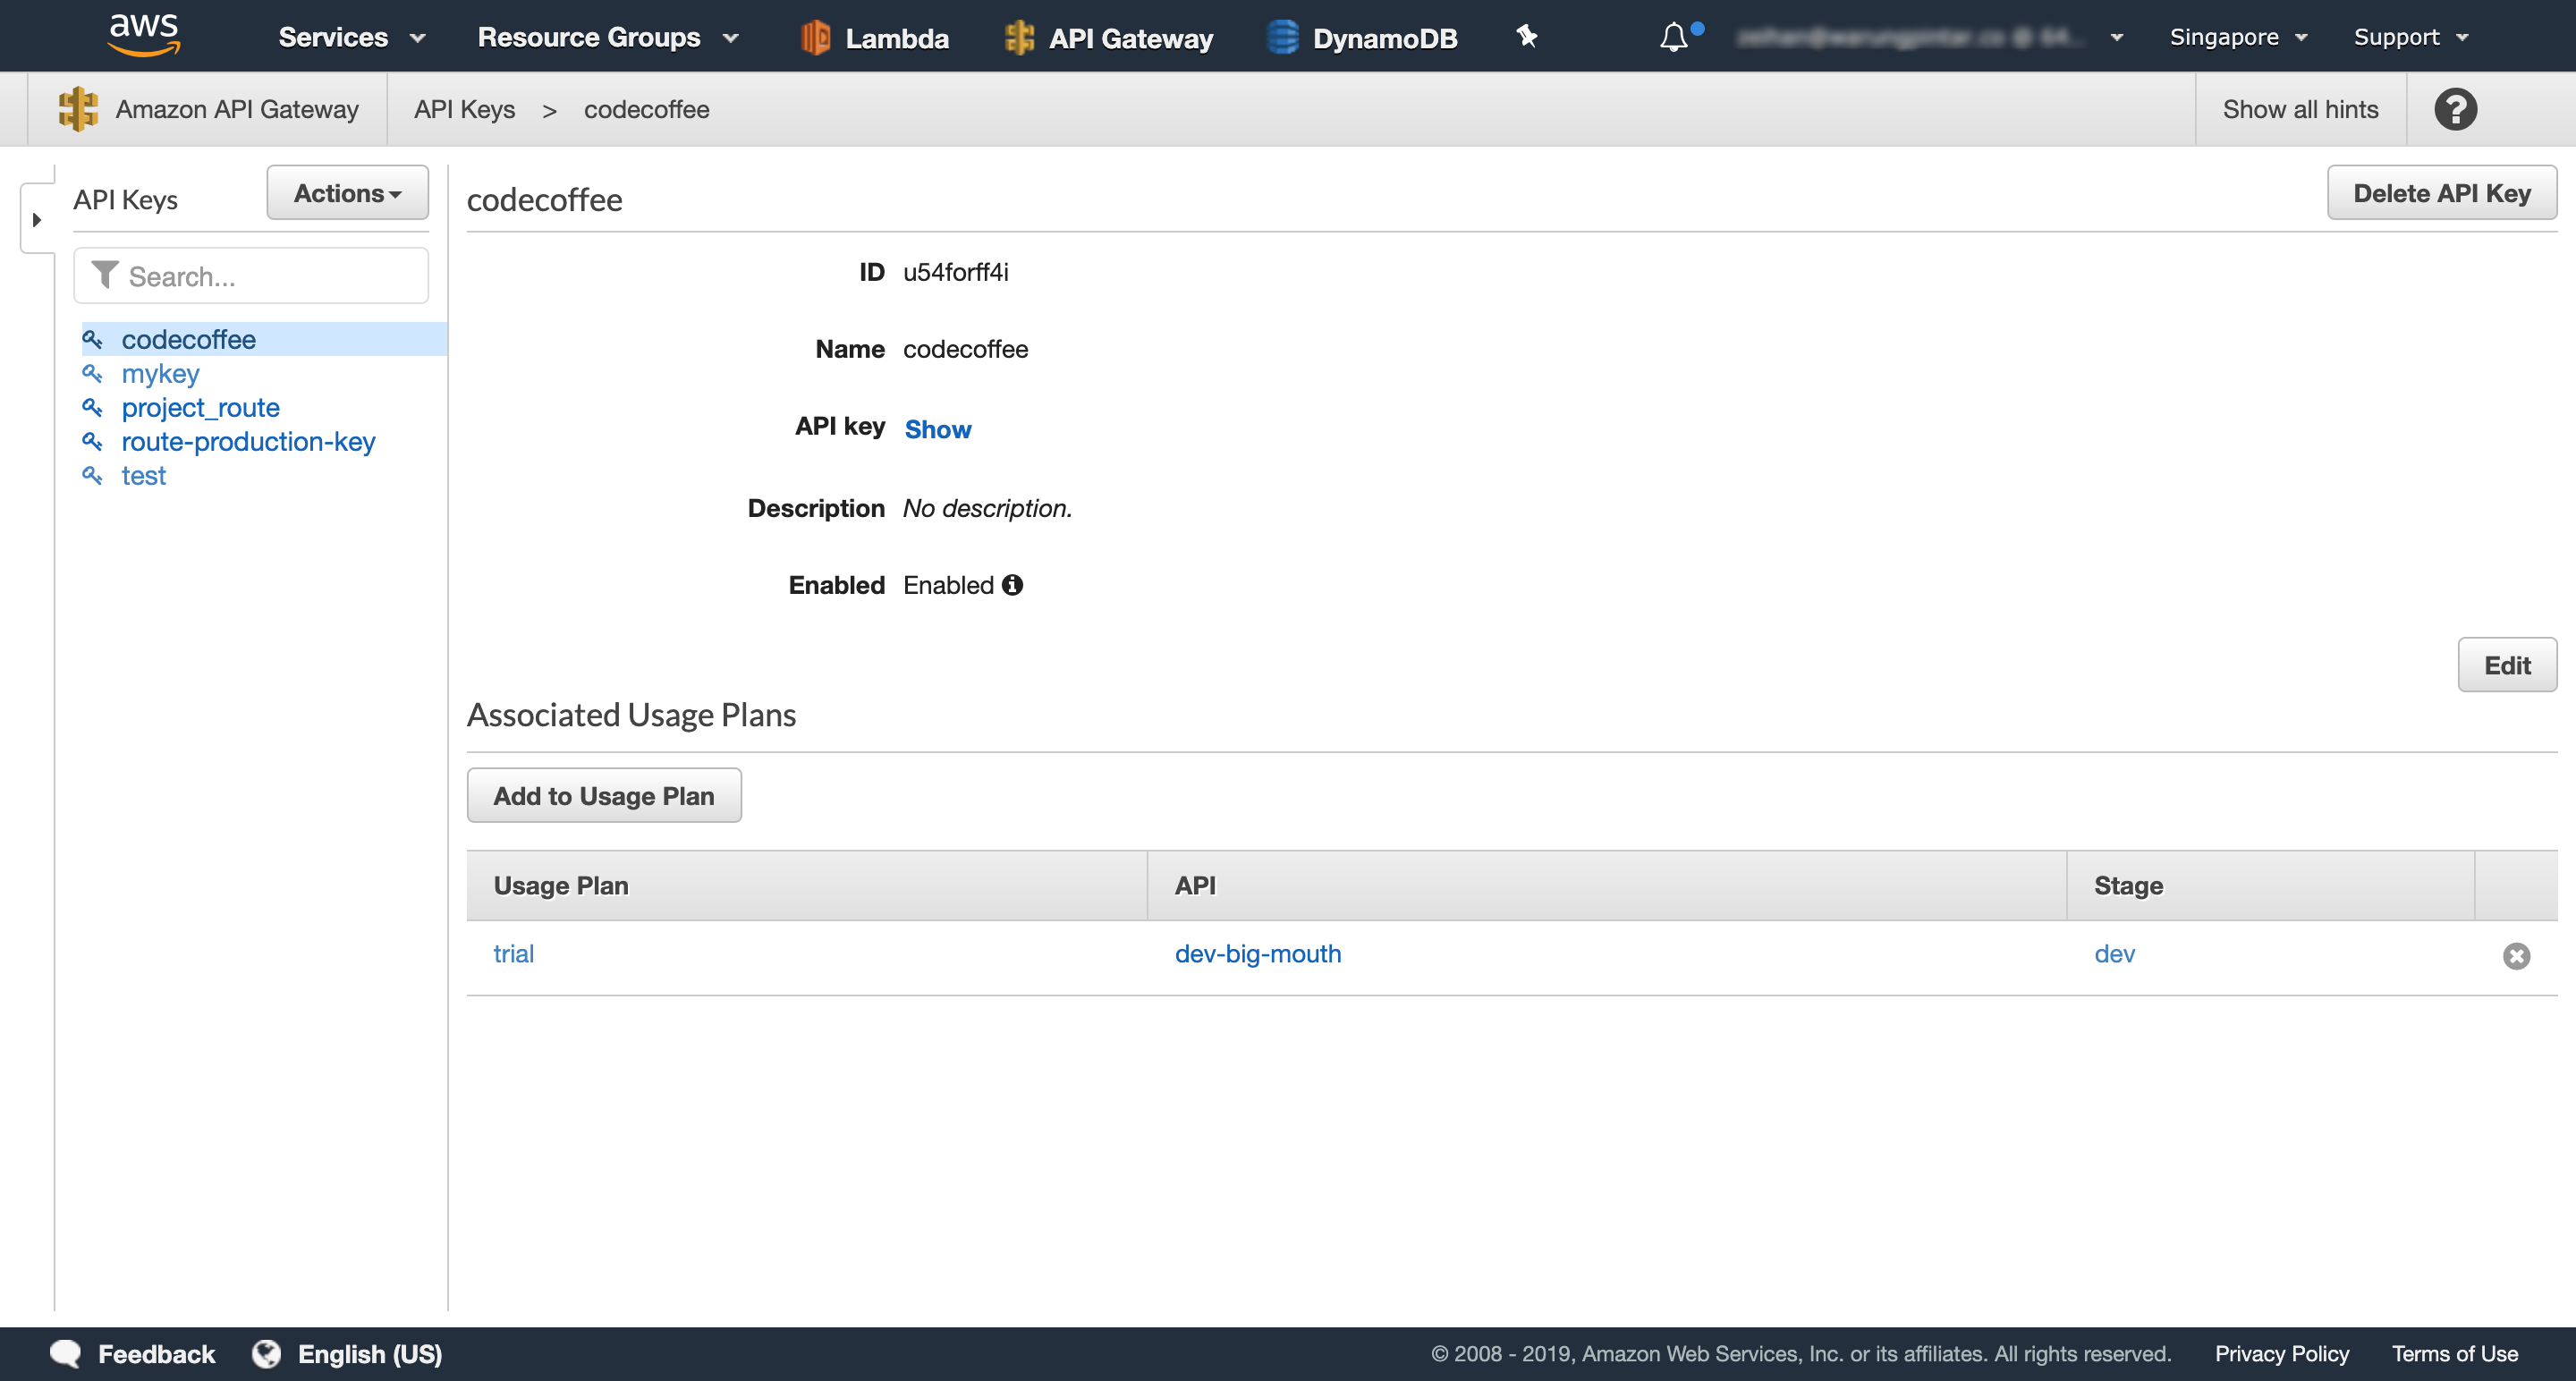 aws Services Resource Groups Lambda API Gateway DynamoDB Singapore Support
Amazon API Gateway API Keys > codecoffee Show all hints ?
API Keys Actions
Search...
codecoffee
mykey
project_route
route-production-key
test
codecoffee Delete API Key
ID u54forff4i
Name codecoffee
API key Show
Description No description.
Enabled Enabled
Edit
Associated Usage Plans
Add to Usage Plan
Usage Plan API Stage
trial dev-big-mouth dev
Feedback English (US) © 2008 - 2019, Amazon Web Services, Inc. or its affiliates. All rights reserved. Privacy Policy Terms of Use